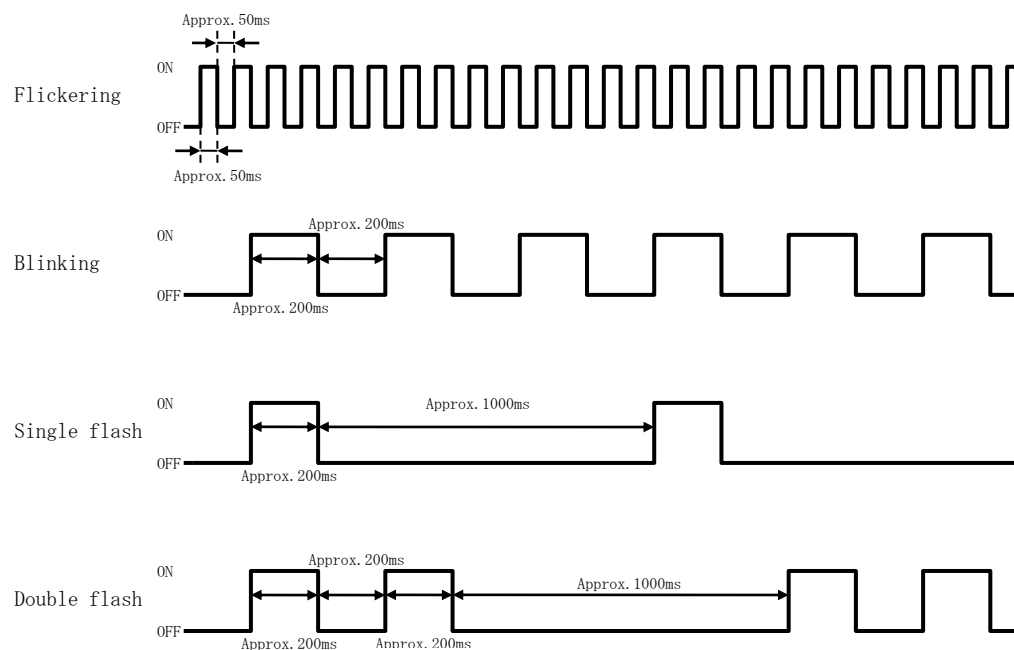 Approx.50ms
ON
Flickering
OFF
Approx.50ms
Approx.200ms
ON
Blinking
OFF
Approx.200ms
ON
Approx.1000ms
Single flash
OFF
Approx.200ms
Approx.200ms
ON
Approx.1000ms
Double flash
OFF
Approx.200ms
Approx.200ms